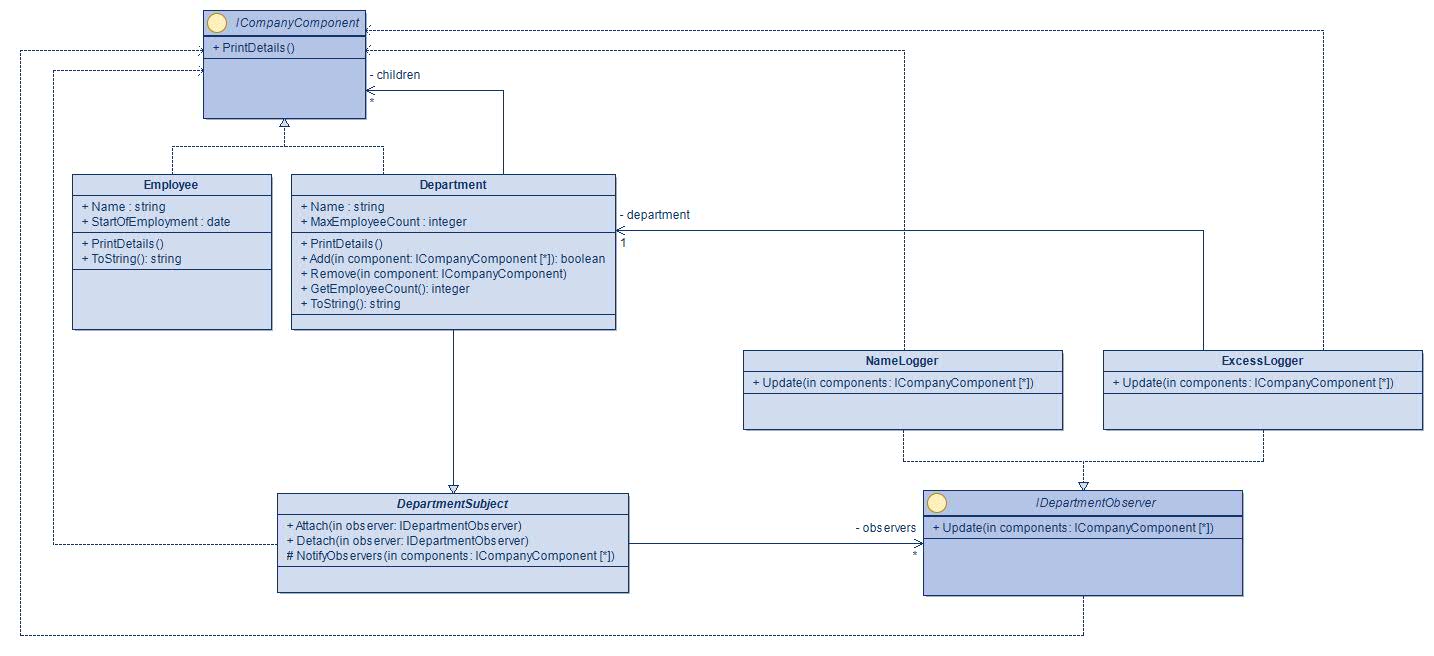 ICompanyComponent
+ PrintDetails()
- children
*
Employee
+ Name : string
+ StartOfEmployment : date
+ PrintDetails()
+ ToString(): string
Department
+ Name : string
+ MaxEmployeeCount : integer
+ PrintDetails()
+ Add(in component: ICompanyComponent [*]): boolean
+ Remove(in component: ICompanyComponent)
+ GetEmployeeCount(): integer
+ ToString(): string
- department
1
NameLogger
+ Update(in components: ICompanyComponent [*])
ExcessLogger
+ Update(in components: ICompanyComponent [*])
DepartmentSubject
+ Attach(in observer: IDepartmentObserver)
+ Detach(in observer: IDepartmentObserver)
# NotifyObservers(in components: ICompanyComponent [*])
- observers
*
IDepartmentObserver
+ Update(in components: ICompanyComponent [*])